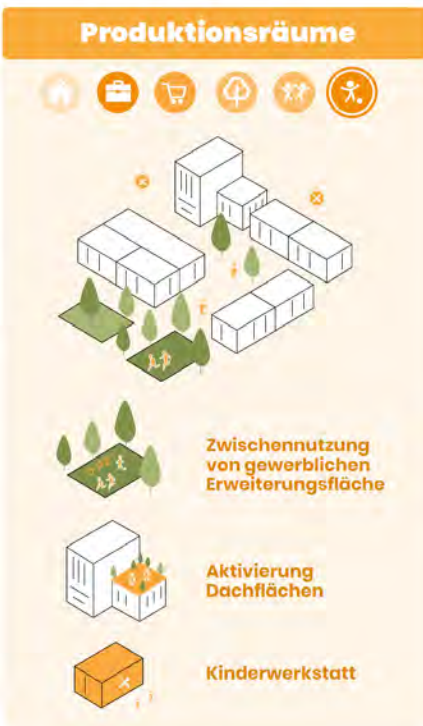 Produktionsräume
Zwischennutzung
von gewerblichen
Erweiterungsfläche
Aktivierung
Dachflächen
Kinderwerkstatt